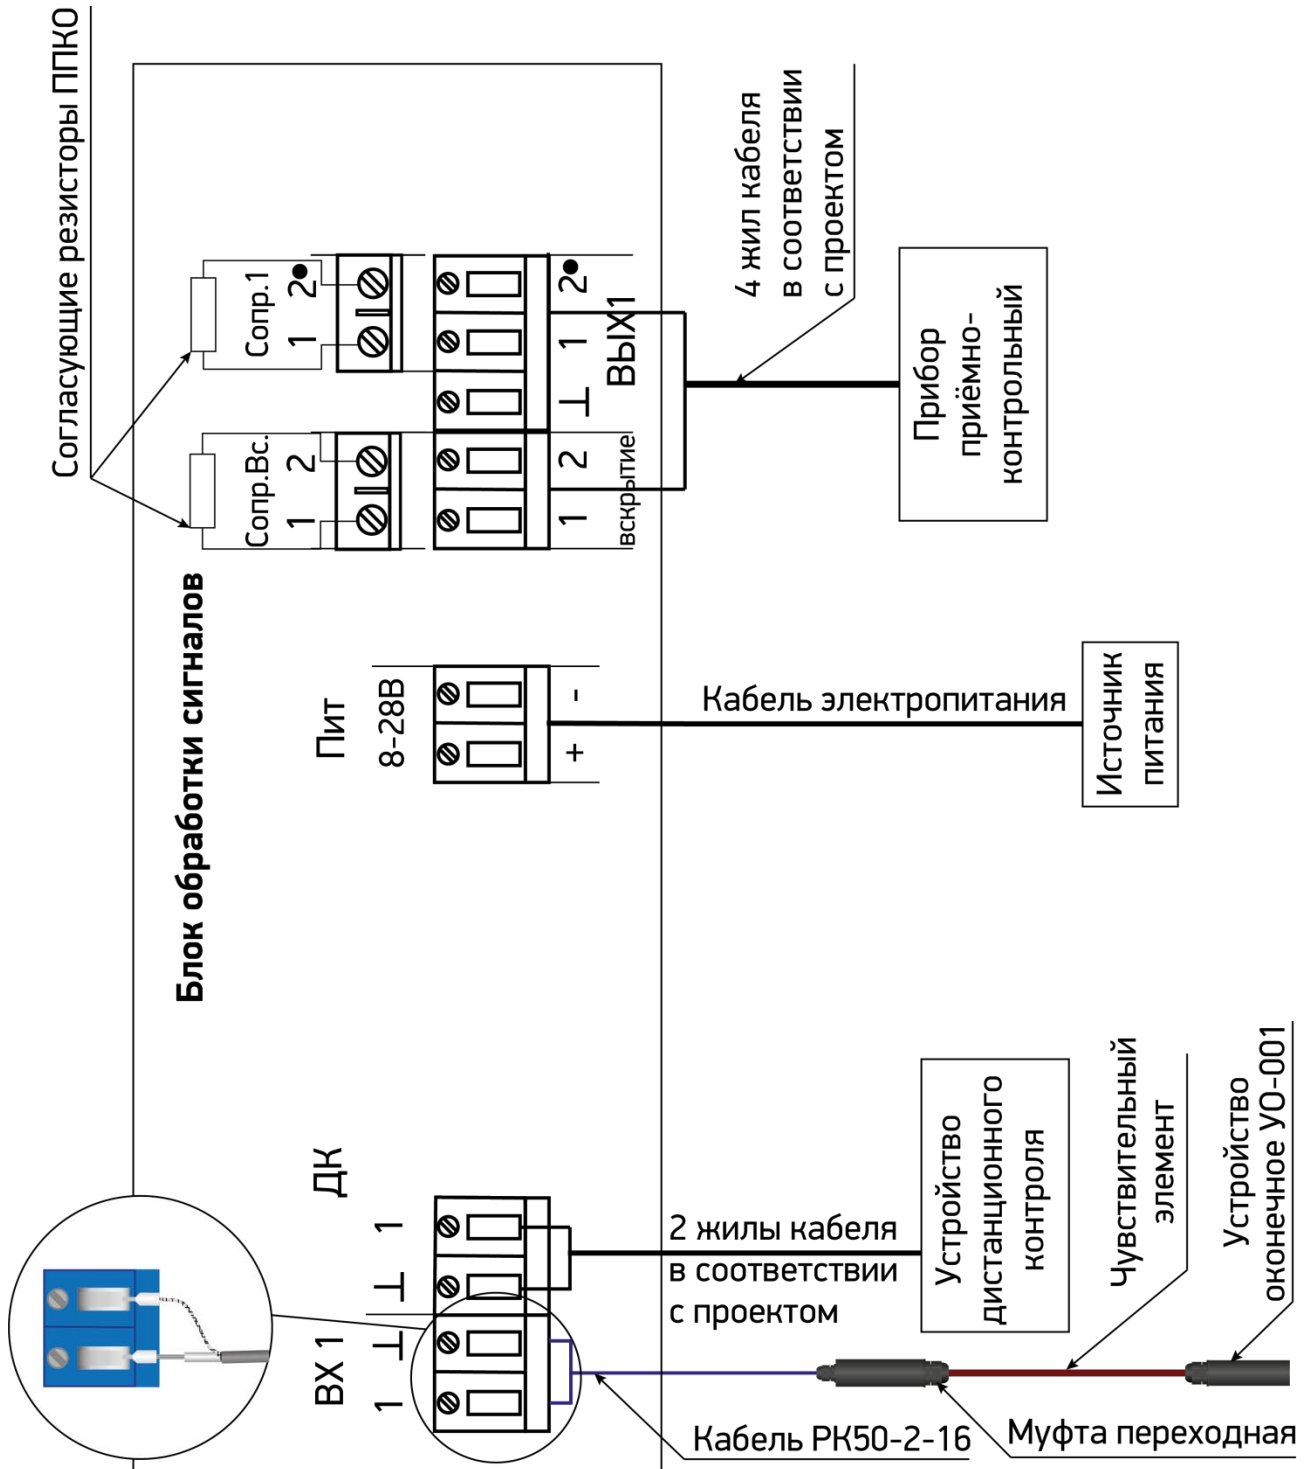 Согласующие резисторы ППКО
Блок обработки сигналов
ВХ 1
1
⊥
ДК
⊥
1
Пит
8-28В
+
-
Сопр.Вс.
1
2
Сопр.1
1
2
1
2
вскрытие
⊥
1
2
ВЫХ1
4 жил кабеля
в соответствии
с проектом
Прибор
приёмно-
контрольный
Кабель электропитания
Источник
питания
2 жилы кабеля
в соответствии
с проектом
Устройство
дистанционного
контроля
Чувствительный
элемент
Устройство
оконечное УО-001
Кабель РК50-2-16
Муфта переходная